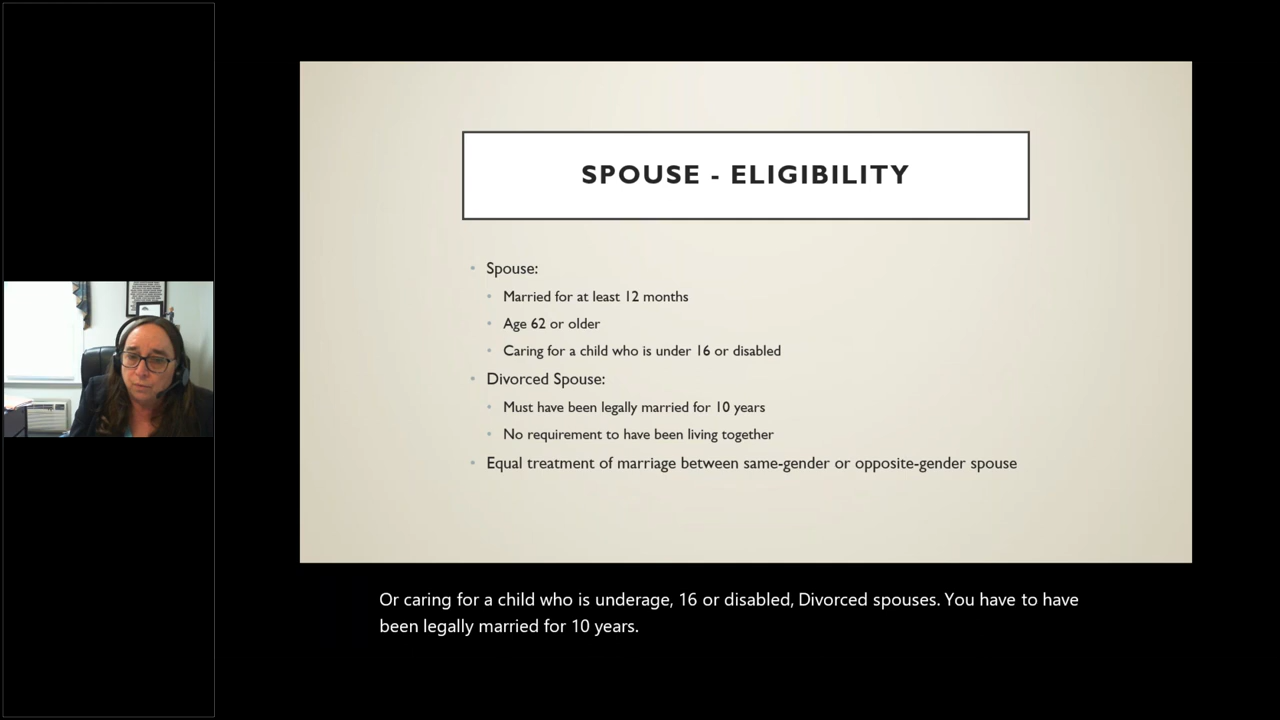 SPOUSE - ELIGIBILITY
Spouse:
Married for at least 12 months
Age 62 or older
Caring for a child who is under 16 or disabled
Divorced Spouse:
Must have been legally married for 10 years
No requirement to have been living together
Equal treatment of marriage between same-gender or opposite-gender spouse
Or caring for a child who is underage, 16 or disabled, Divorced spouses. You have to have
been legally married for 10 years.